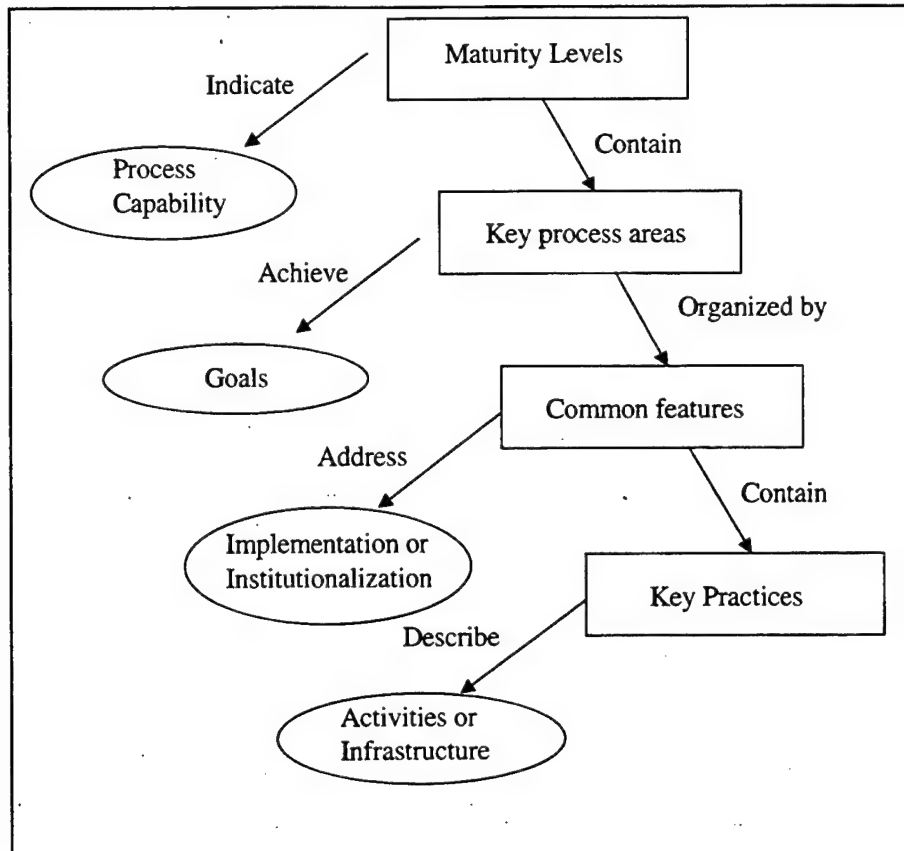 Maturity Levels
Indicate
Contain
Process
Capability
Key process areas
Achieve
Organized by
Goals
Common features
Address
Contain
Implementation or
Institutionalization
Key Practices
Describe
Activities or
Infrastructure